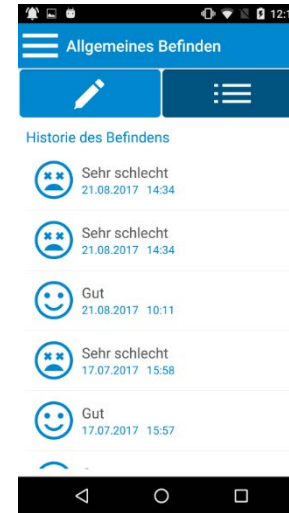 12:1
Allgemeines Befinden
Historie des Befindens
Sehr schlecht
21.08.2017 14:34
Sehr schlecht
21.08.2017 14:34
Gut
21.08.2017 10:11
Sehr schlecht
17.07.2017 15:58
Gut
17.07.2017 15:57